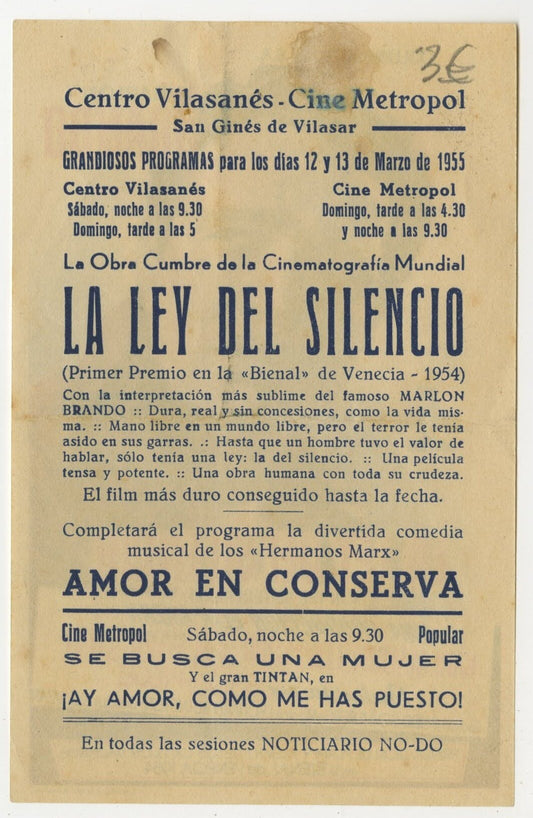 3€
Centro Vilasanés - Cine Metropol
San Ginés de Vilasar
GRANDIOSOS PROGRAMAS para los días 12 y 13 de Marzo de 1955
Centro Vilasanés
Sábado, noche a las 9.30
Domingo, tarde a las 5
Cine Metropol
Domingo, tarde a las 4.30
y noche a las 9.30
La Obra Cumbre de la Cinematografía Mundial
LA LEY DEL SILENCIO
(Primer Premio en la «Bienal» de Venecia - 1954)
Con la interpretación más sublime del famoso MARLON
BRANDO :: Dura, real y sin concesiones, como la vida mis-
ma. :: Mano libre en un mundo libre, pero el terror le tenía
asido en sus garras. .: Hasta que un hombre tuvo el valor de
hablar, sólo tenía una ley: la del silencio. :: Una película
tensa y potente. :: Una obra humana con toda su crudeza.
El film más duro conseguido hasta la fecha.
Completará el programa la divertida comedia
musical de los «Hermanos Marx»
AMOR EN CONSERVA
Cine Metropol Sábado, noche a las 9.30 Popular
SE BUSCA UNA MUJER
Y el gran TINTAN, en
¡AY AMOR, COMO ME HAS PUESTO!
En todas las sesiones NOTICIARIO NO-DO